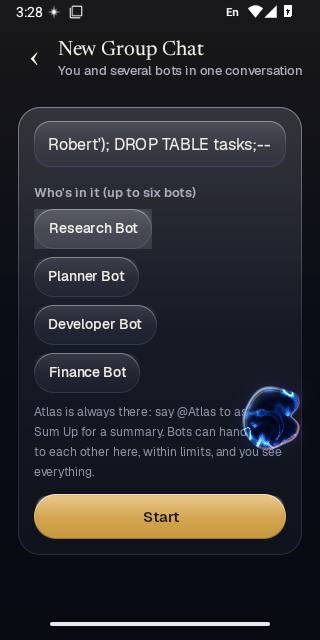 3:28
En
New Group Chat
You and several bots in one conversation
Robert'); DROP TABLE tasks;--
Who's in it (up to six bots)
Research Bot
Planner Bot
Developer Bot
Finance Bot
Atlas is always there: say @Atlas to
Sum Up for a summary. Bots can
to each other here, within limits, and you see
everything.
Start